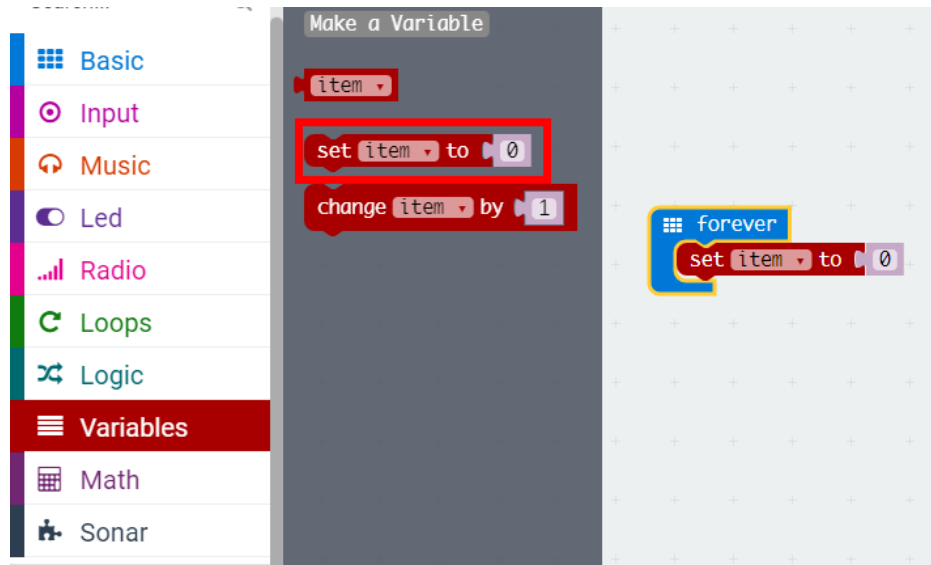 Basic
Input
Music
Led
Radio
Loops
Logic
Variables
Math
Sonar
Make a Variable
item
set item to 0
change item by 1
forever
set item to 0